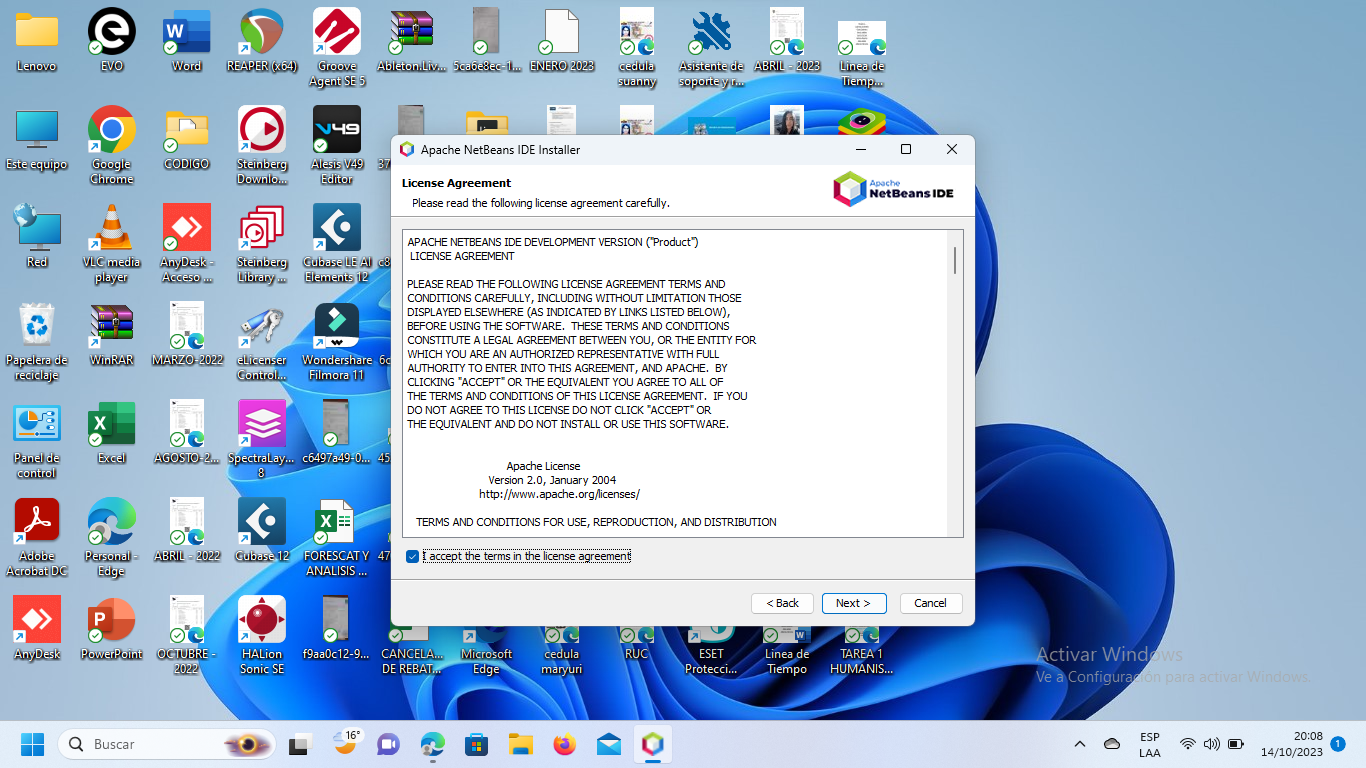 Lenovo
EVO
Word
REAPER (x64)
Groove
Agent SE 5
Ableton.Liv...
5ca6e8ec-1...
ENERO 2023
cedula
suanny
Asistente de
soporte y r...
ABRIL - 2023
Linea de
Tiemp...
Este equipo
Google
Chrome
CODIGO
Steinberg
Downlo...
Alesis V49
Editor
37
Red
VLC media
player
AnyDesk -
Acceso ...
Steinberg
Library ...
Cubase LE AI
Elements 12
c8
Papelera de
reciclaje
WinRAR
MARZO-2022
eLicenser
Control...
Wondershare
Filmora 11
6c
Panel de
control
Excel
AGOSTO-2...
SpectraLay...
8
c6497a49-0...
45
Adobe
Acrobat DC
Personal -
Edge
ABRIL - 2022
Cubase 12
FORESCAT Y
ANALISIS ...
47
AnyDesk
PowerPoint
OCTUBRE -
2022
HALion
Sonic SE
f9aa0c12-9...
CANCELA...
DE REBAT...
Microsoft
Edge
cedula
maryuri
RUC
ESET
Protecci...
Linea de
Tiempo
TAREA 1
HUMANIS...
Apache NetBeans IDE Installer
License Agreement
Please read the following license agreement carefully.
Apache
NetBeans IDE
APACHE NETBEANS IDE DEVELOPMENT VERSION ("Product")
LICENSE AGREEMENT
PLEASE READ THE FOLLOWING LICENSE AGREEMENT TERMS AND
CONDITIONS CAREFULLY, INCLUDING WITHOUT LIMITATION THOSE
DISPLAYED ELSEWHERE (AS INDICATED BY LINKS LISTED BELOW),
BEFORE USING THE SOFTWARE.  THESE TERMS AND CONDITIONS
CONSTITUTE A LEGAL AGREEMENT BETWEEN YOU, OR THE ENTITY FOR
WHICH YOU ARE AN AUTHORIZED REPRESENTATIVE WITH FULL
AUTHORITY TO ENTER INTO THIS AGREEMENT, AND APACHE.  BY
CLICKING "ACCEPT" OR THE EQUIVALENT YOU AGREE TO ALL OF
THE TERMS AND CONDITIONS OF THIS LICENSE AGREEMENT.  IF YOU
DO NOT AGREE TO THIS LICENSE DO NOT CLICK "ACCEPT" OR
THE EQUIVALENT AND DO NOT INSTALL OR USE THIS SOFTWARE.
Apache License
Version 2.0, January 2004
http://www.apache.org/licenses/
TERMS AND CONDITIONS FOR USE, REPRODUCTION, AND DISTRIBUTION
I accept the terms in the license agreement
< Back
Next >
Cancel
Activar Windows
Ve a Configuración para activar Windows.
Buscar
16°
ESP
LAA
20:08
14/10/2023
1